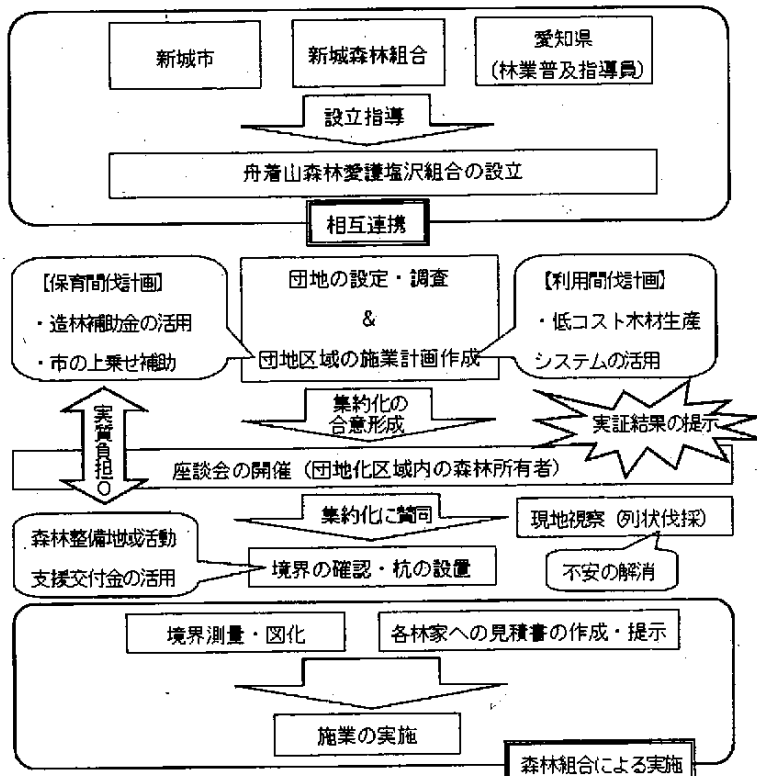 新城市
新城森林組合
愛知県
(林業普及指導員)
設立指導
舟着山森林愛護塩沢組合の設立
相互連携
【保育間伐計画】
・造林補助金の活用
・市の上乗せ補助
団地の設定・調査
&
団地区域の施業計画作成
【利用間伐計画】
・低コスト木材生産
システムの活用
集約化の
合意形成
実証結果の提示
実質負担0
座談会の開催(団地化区域内の森林所有者)
集約化に賛同
現地視察(列状伐採)
森林整備地域活動
支援交付金の活用
境界の確認・杭の設置
不安の解消
境界測量・図化
各林家への見積書の作成・提示
施業の実施
森林組合による実施